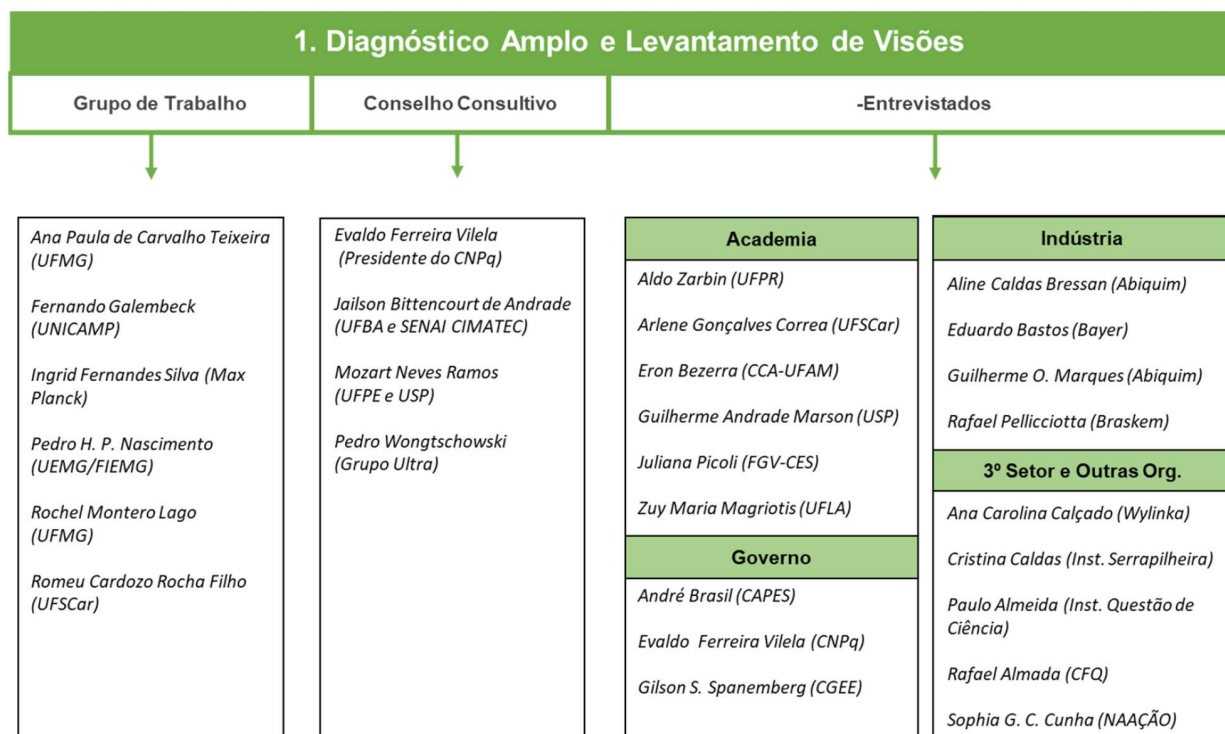 1. Diagnóstico Amplo e Levantamento de Visões
Grupo de Trabalho
Conselho Consultivo
-Entrevistados
Ana Paula de Carvalho Teixeira
(UFMG)
Fernando Galembeck
(UNICAMP)
Ingrid Fernandes Silva (Max
Planck)
Pedro H. P. Nascimento
(UEMG/FIEMG)
Rochel Montero Lago
(UFMG)
Romeu Cardozo Rocha Filho
(UFSCar)
Evaldo Ferreira Vilela
(Presidente do CNPq)
Jailson Bittencourt de Andrade
(UFBA e SENAI CIMATEC)
Mozart Neves Ramos
(UFPE e USP)
Pedro Wongtschowski
(Grupo Ultra)
Academia
Aldo Zarbin (UFPR)
Arlene Gonçalves Correa (UFSCar)
Eron Bezerra (CCA-UFAM)
Guilherme Andrade Marson (USP)
Juliana Picoli (FGV-CES)
Zuy Maria Magriotis (UFLA)
Governo
André Brasil (CAPES)
Evaldo Ferreira Vilela (CNPq)
Gilson S. Spanemberg (CGEE)
Indústria
Aline Caldas Bressan (Abiquim)
Eduardo Bastos (Bayer)
Guilherme O. Marques (Abiquim)
Rafael Pellicciotta (Braskem)
3º Setor e Outras Org.
Ana Carolina Calçado (Wylinka)
Cristina Caldas (Inst. Serrapilheira)
Paulo Almeida (Inst. Questão de
Ciência)
Rafael Almada (CFQ)
Sophia G. C. Cunha (NAAÇÃO)